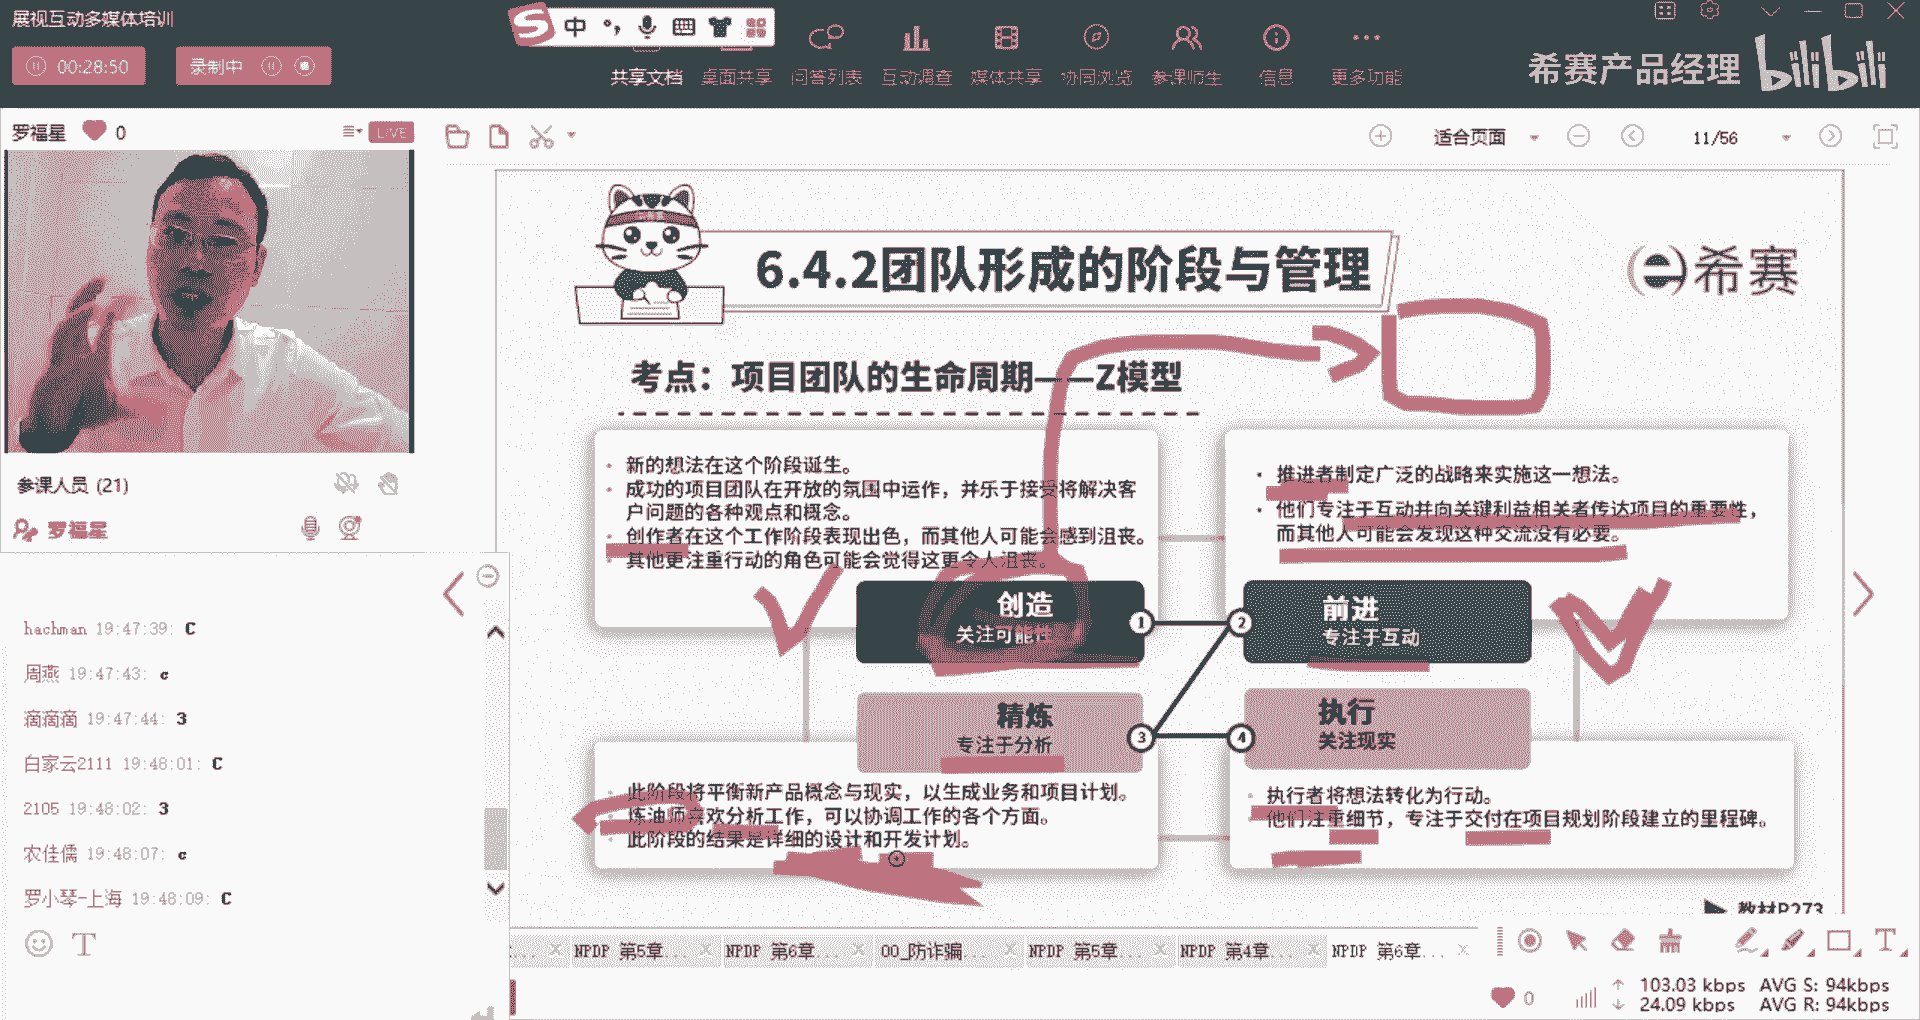 展视互动多媒体培训
00:28:50
录制中
中
共享文档 桌面共享 问答列表 互动调查 媒体共享 协同浏览 参课师生 信息 更多功能
希赛产品经理 bilibili
罗福星 0 LIVE
适合页面 11/56
参课人员 (21)
罗福星
hachman 19:47:39: C
周燕 19:47:43: c
滴滴滴 19:47:44: 3
白家云2111 19:48:01: C
2105 19:48:02: 3
农佳儒 19:48:07: c
罗小琴-上海 19:48:09: C
6.4.2团队形成的阶段与管理
希赛
考点：项目团队的生命周期——Z模型
• 新的想法在这个阶段诞生。
• 成功的项目团队在开放的氛围中运作，并乐于接受将解决客
户问题的各种观点和概念。
• 创作者在这个工作阶段表现出色，而其他人可能会感到沮丧。
• 其他更注重行动的角色可能会觉得这更令人沮丧。
创造
关注可能性
1
• 推进者制定广泛的战略来实施这一想法。
• 他们专注于互动并向关键利益相关者传达项目的重要性，
而其他人可能会发现这种交流没有必要。
前进
专注于互动
2
精炼
专注于分析
3
• 此阶段将平衡新产品概念与现实，以生成业务和项目计划。
• 炼油师喜欢分析工作，可以协调工作的各个方面。
• 此阶段的结果是详细的设计和开发计划。
执行
关注现实
4
• 执行者将想法转化为行动。
• 他们注重细节，专注于交付在项目规划阶段建立的里程碑。
教材P273
NPDP 第5章... NPDP 第6章... 00_防诈骗... NPDP 第5章... NPDP 第4章... NPDP 第6章...
0
103.03 kbps AVG S: 94kbps
24.09 kbps AVG R: 94kbps